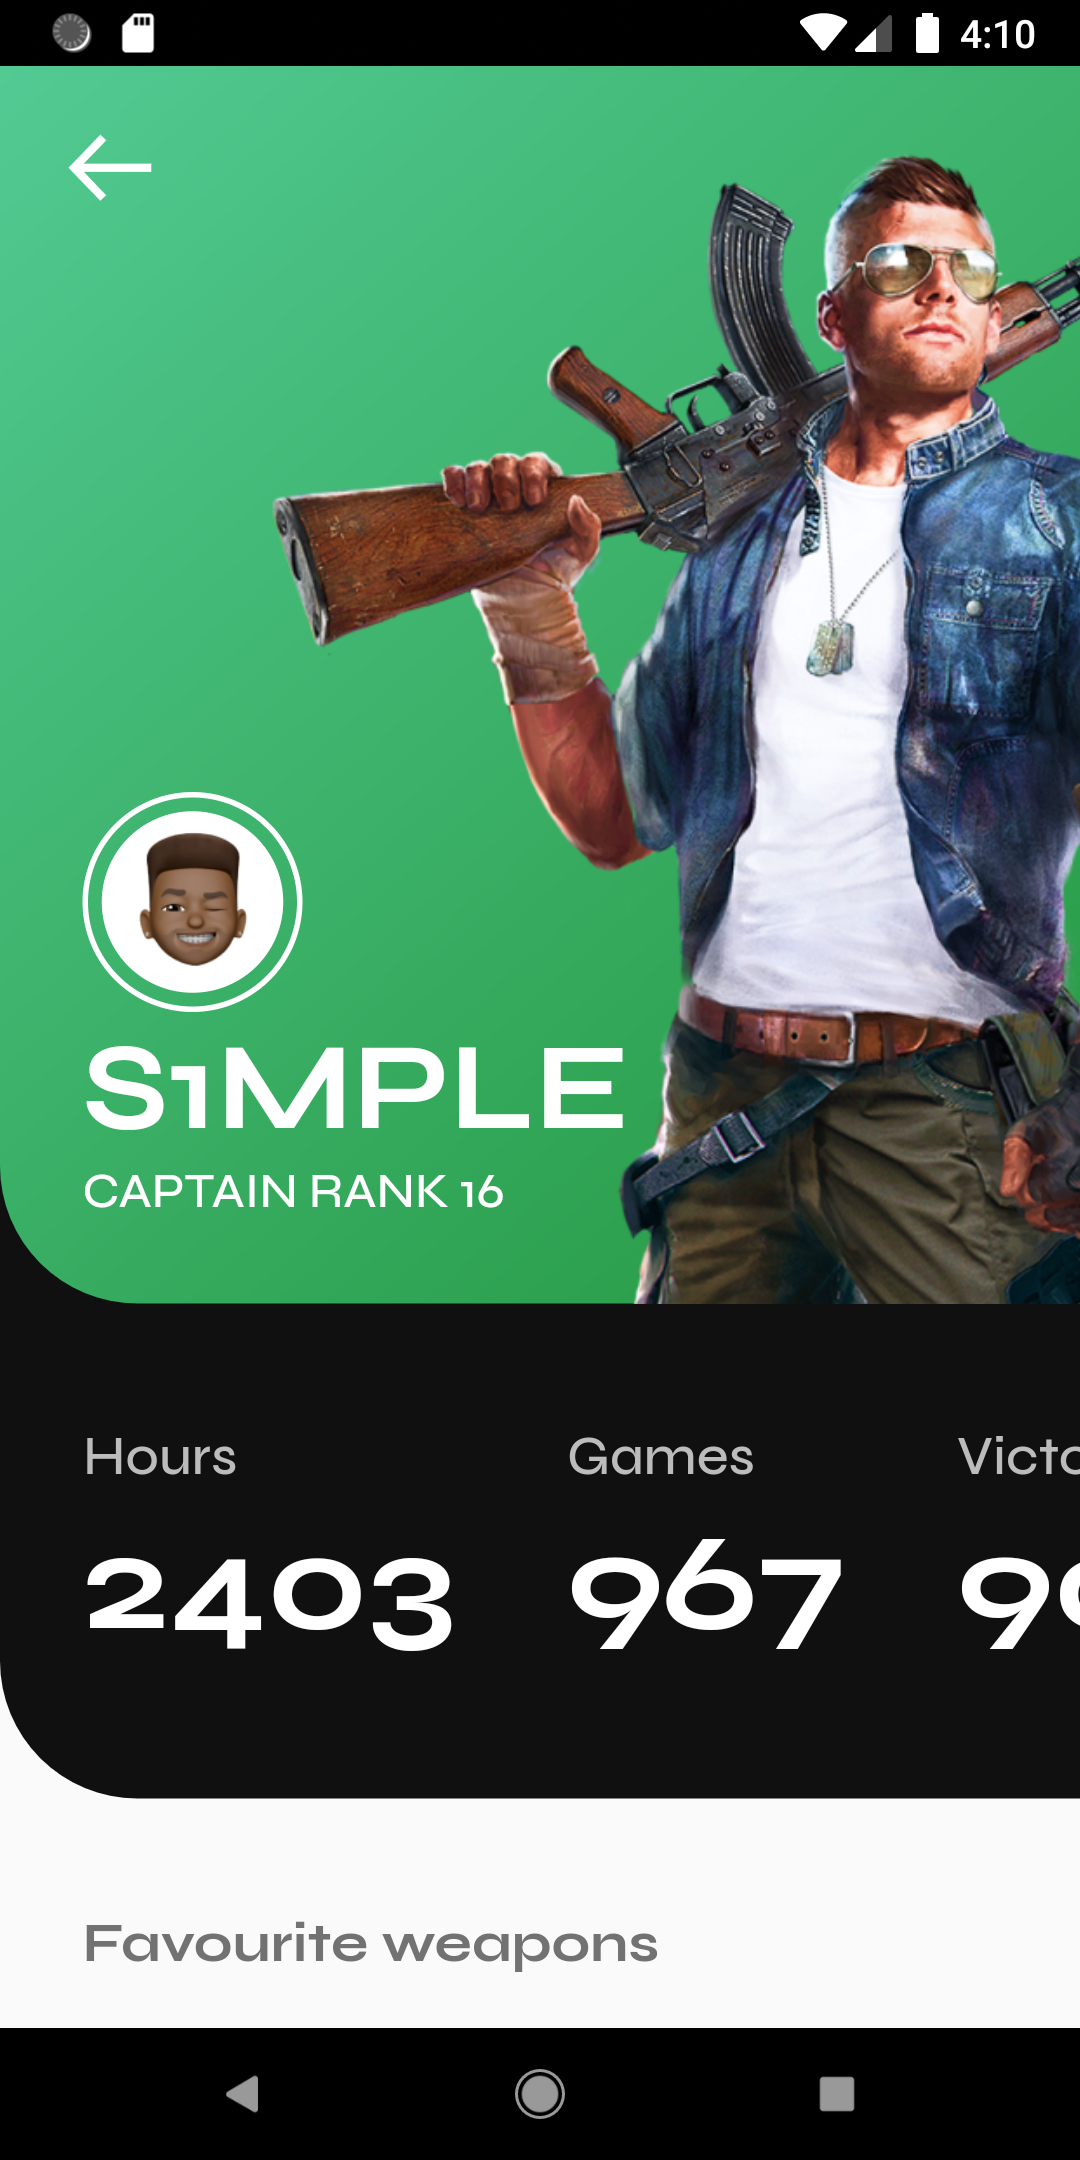 4:10
S1MPLE
CAPTAIN RANK 16
Hours Games
2403 967
Favourite weapons